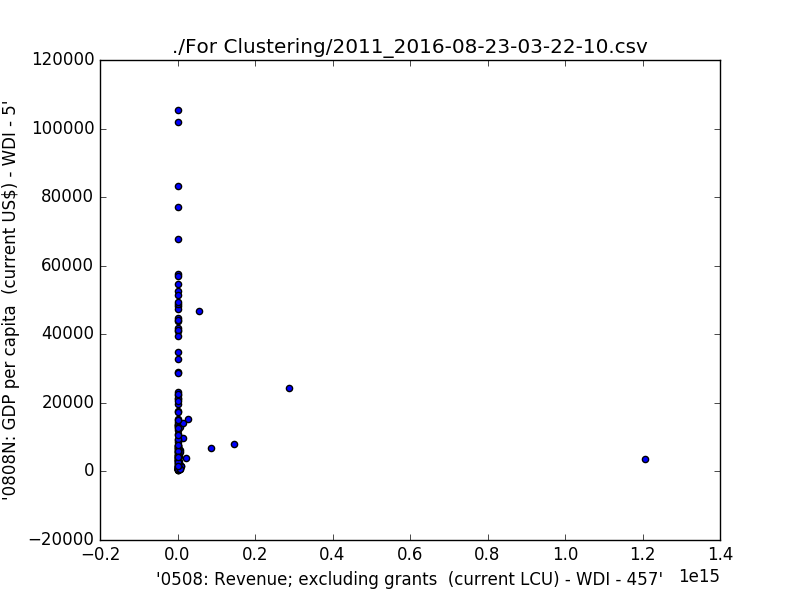 ./For Clustering/2011_2016-08-23-03-22-10.csv
'0808N: GDP per capita  (current US$) - WDI - 5'
120000
100000
80000
60000
40000
20000
0
−20000
−0.2 0.0 0.2 0.4 0.6 0.8 1.0 1.2 1.4
1e15
'0508: Revenue; excluding grants  (current LCU) - WDI - 457'